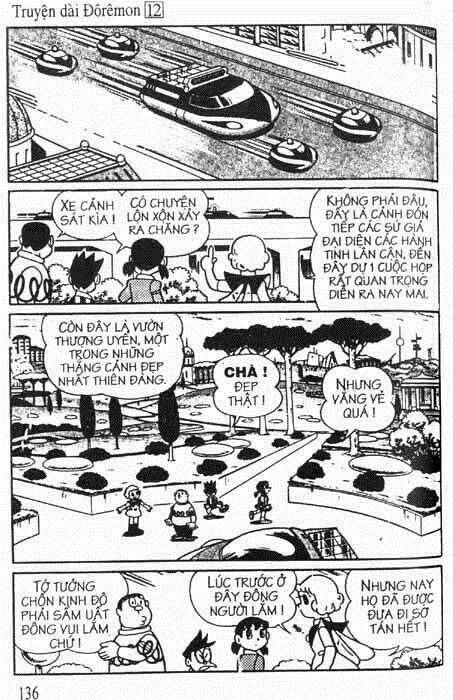 Truyện dài Đôrêmon 12
XE CẢNH
SÁT KÌA !
CÓ CHUYỆN
LỘN XỘN XẢY
RA CHĂNG ?
KHÔNG PHẢI ĐÂU,
ĐÂY LÀ CẢNH ĐÓN
TIẾP CÁC SỨ GIẢ
ĐẠI DIỆN CÁC HÀNH
TINH LÂN CẬN, ĐẾN
ĐÂY DỰ 1 CUỘC HỌP
RẤT QUAN TRỌNG
DIỄN RA NAY MAI.
CÒN ĐÂY LÀ VƯỜN
THƯỢNG UYỂN, MỘT
TRONG NHỮNG
THẮNG CẢNH ĐẸP
NHẤT THIÊN ĐÀNG.
CHÀ !
ĐẸP
THẬT !
NHƯNG
VẮNG VẺ
QUÁ !
TỚ TƯỞNG
CHỐN KINH ĐÔ
PHẢI SẦM UẤT
ĐÔNG VUI LẮM
CHỨ !
LÚC TRƯỚC Ở
ĐÂY ĐÔNG
NGƯỜI LẮM !
NHƯNG NAY
HỌ ĐÃ ĐƯỢC
ĐƯA ĐI SƠ
TÁN HẾT !
136